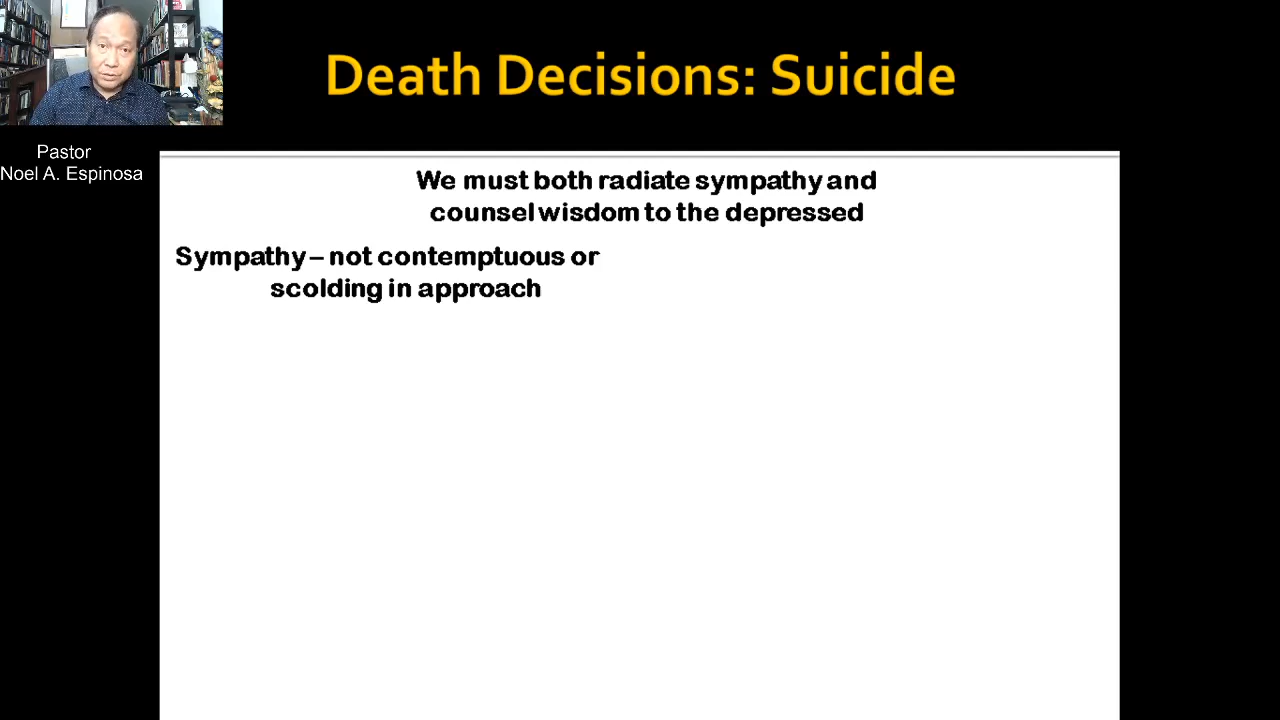 Death Decisions: Suicide
Pastor
Noel A. Espinosa
We must both radiate sympathy and
counsel wisdom to the depressed
Sympathy – not contemptuous or
scolding in approach